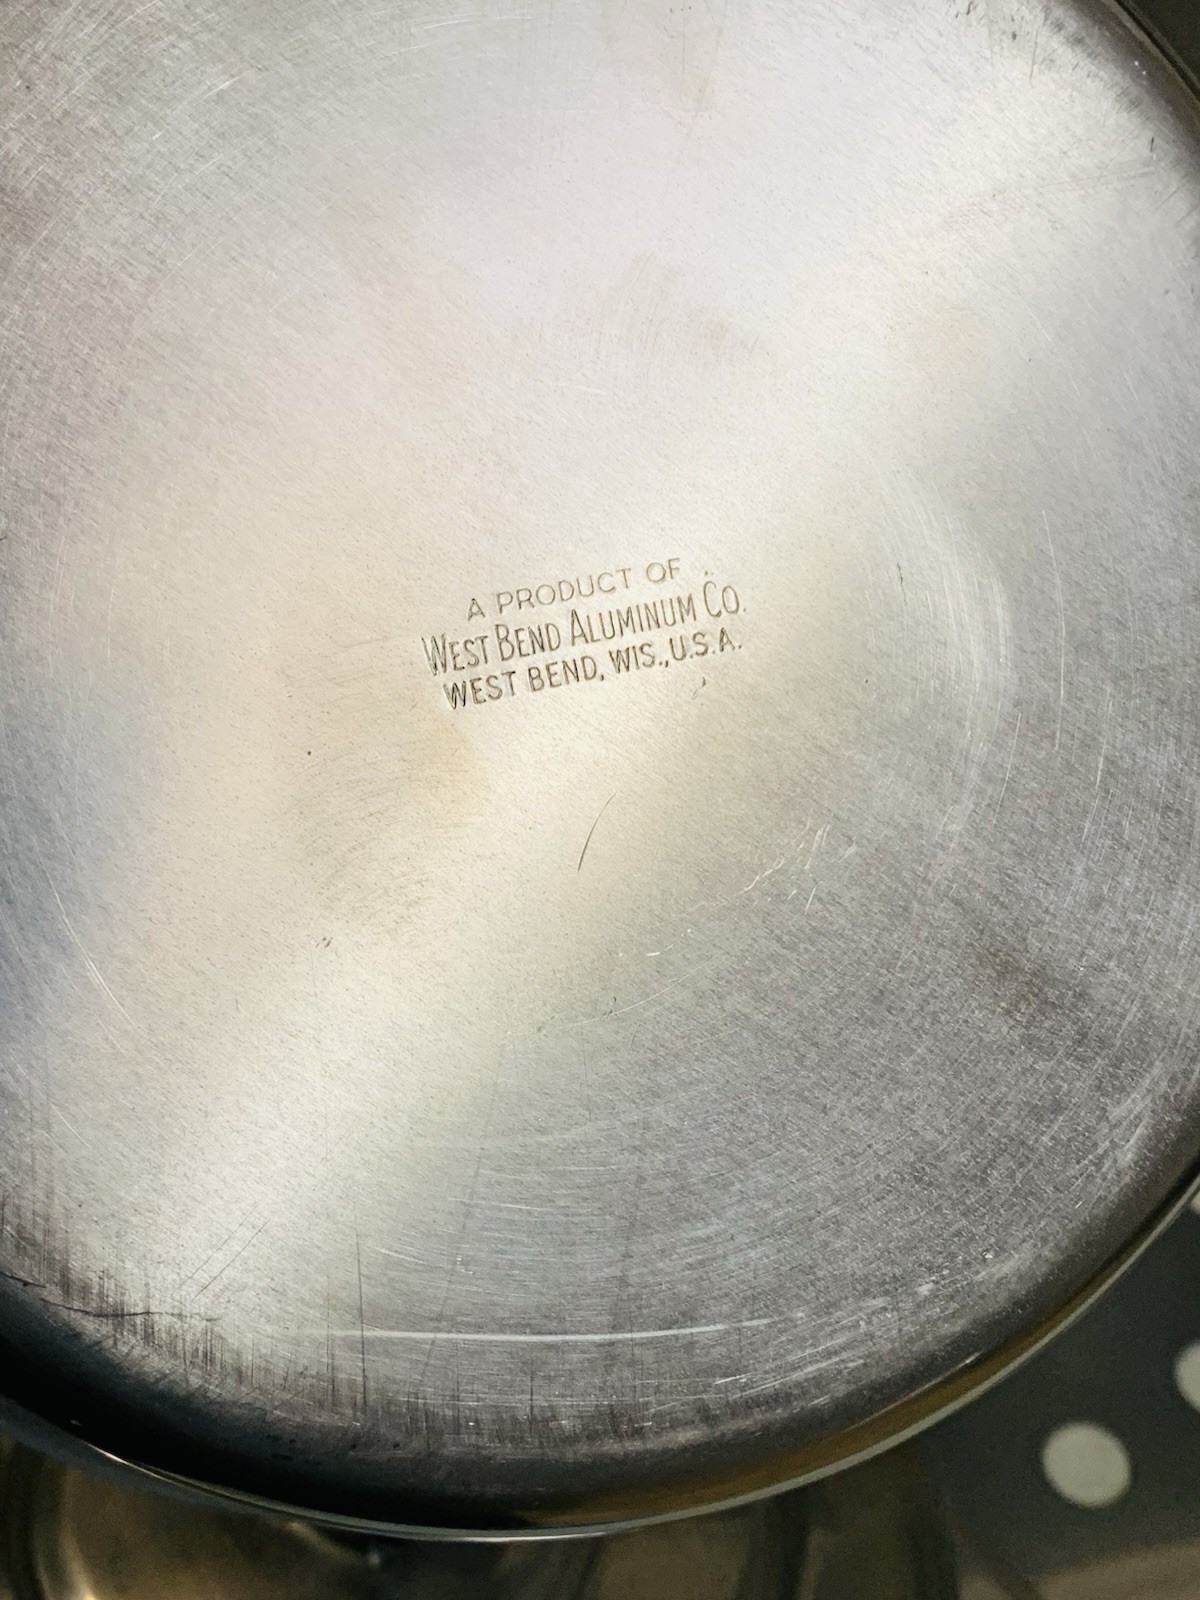 A PRODUCT OF
WEST BEND ALUMINUM CO.
WEST BEND, WIS., U.S.A.